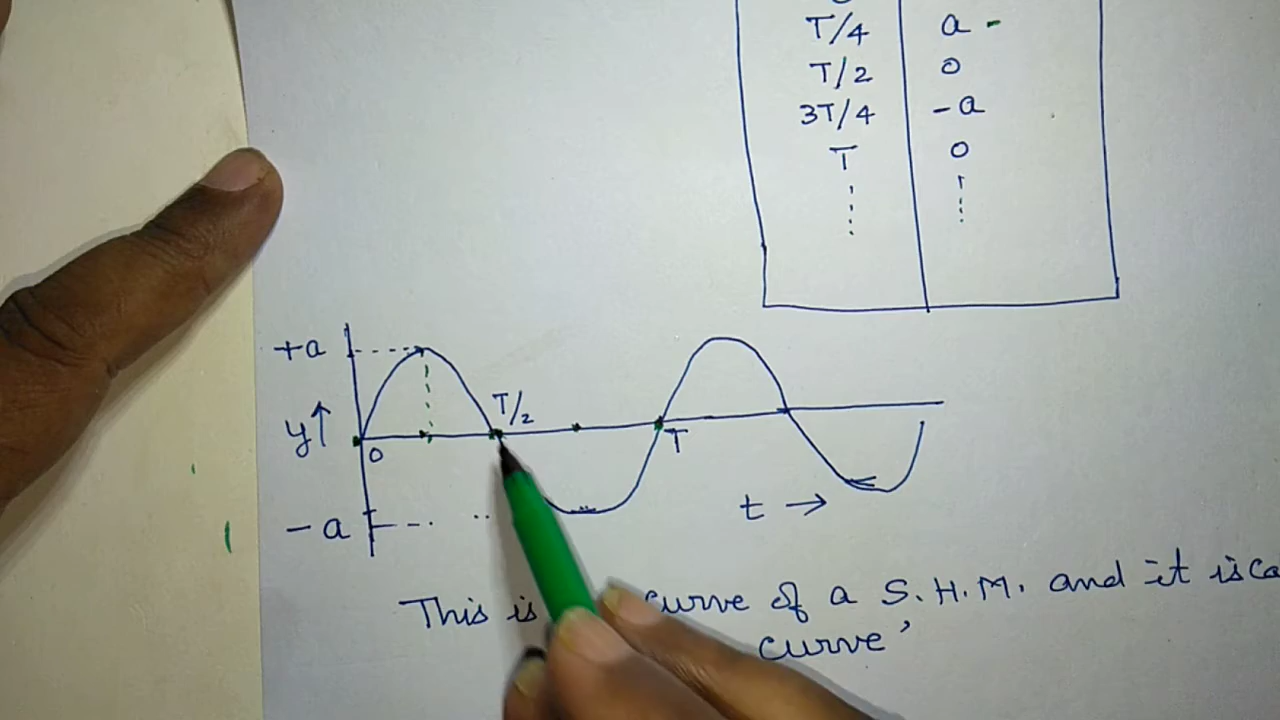 T/4 a -
T/2 0
3T/4 -a
T 0
+a
T/2
y↑
0
T
t →
-a
This is curve of a S.H.M. and it is
curve'